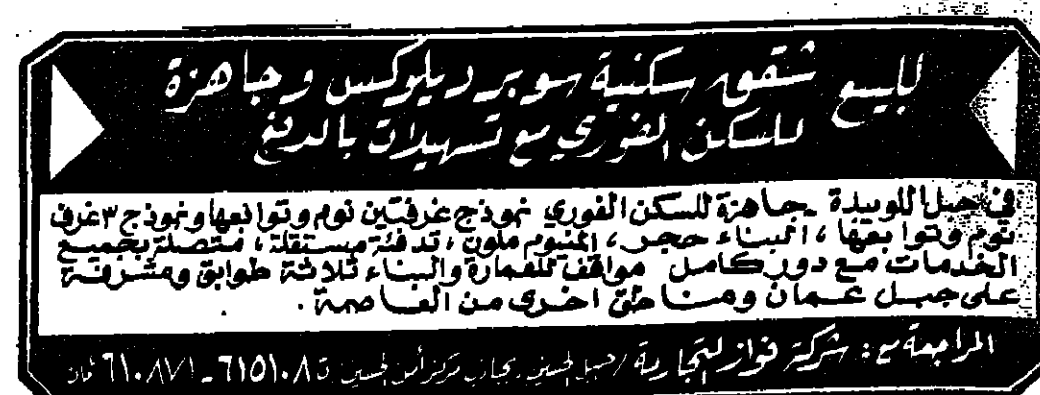 للبيع شقق سكنية سوبر ديلوكس وجاهزة
للسكن الفوري مع تسهيلات بالدفع
في جبل اللويبدة جاهزة للسكن الفوري نموذج غرفتين نوم وتوابعها ونموذج ٣ غرف
نوم وتوابعها ، البناء حجر ، المنيوم ملون ، تدفئة مستقلة ، متصلة بجميع
الخدمات مع دور كامل مواقف للعمارة والبناء ثلاثة طوابق ومشرفة
على جبل عمان ومناطق اخرى من العاصمة .
المراجعة مع : شركة فواز التجارية / جبل الحسين بجانب مركز أمن الحسين ت ٦١٥١٠٨ - ٦١٠٨٧١ عمان